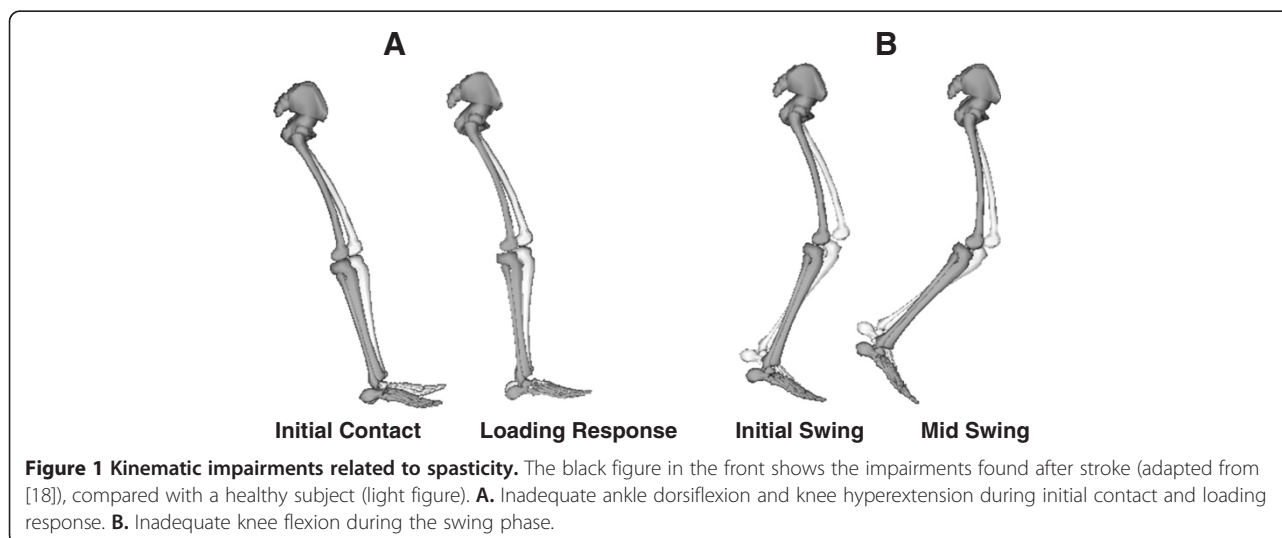 A
B
Initial Contact
Loading Response
Initial Swing
Mid Swing
Figure 1 Kinematic impairments related to spasticity. The black figure in the front shows the impairments found after stroke (adapted from
[18]), compared with a healthy subject (light figure). A. Inadequate ankle dorsiflexion and knee hyperextension during initial contact and loading
response. B. Inadequate knee flexion during the swing phase.